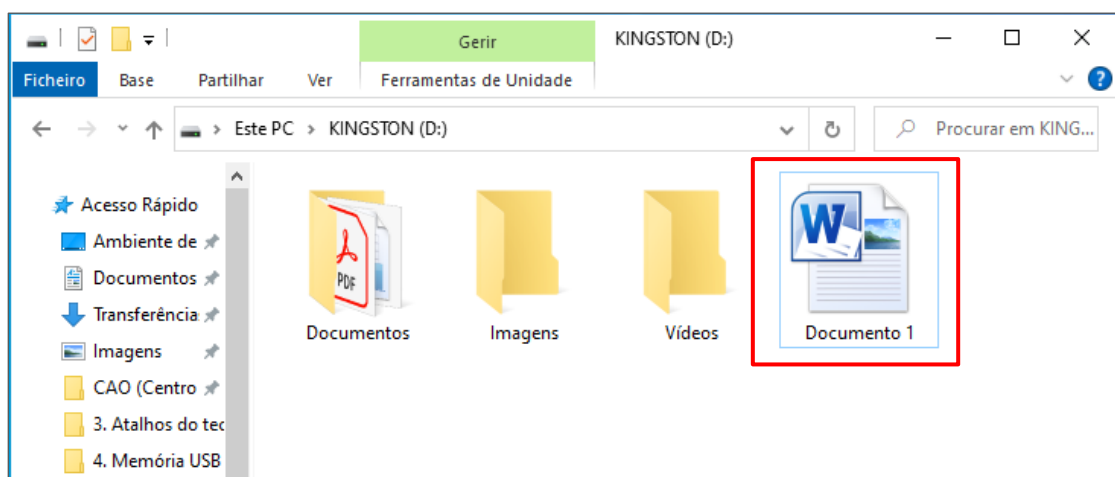 Gerir
KINGSTON (D:)
Ficheiro Base Partilhar Ver Ferramentas de Unidade
Este PC > KINGSTON (D:)
Procurar em KING...
Acesso Rápido
Ambiente de
Documentos
Transferência
Imagens
CAO (Centro
3. Atalhos do tec
4. Memória USB
PDF
W
Documentos
Imagens
Vídeos
Documento 1